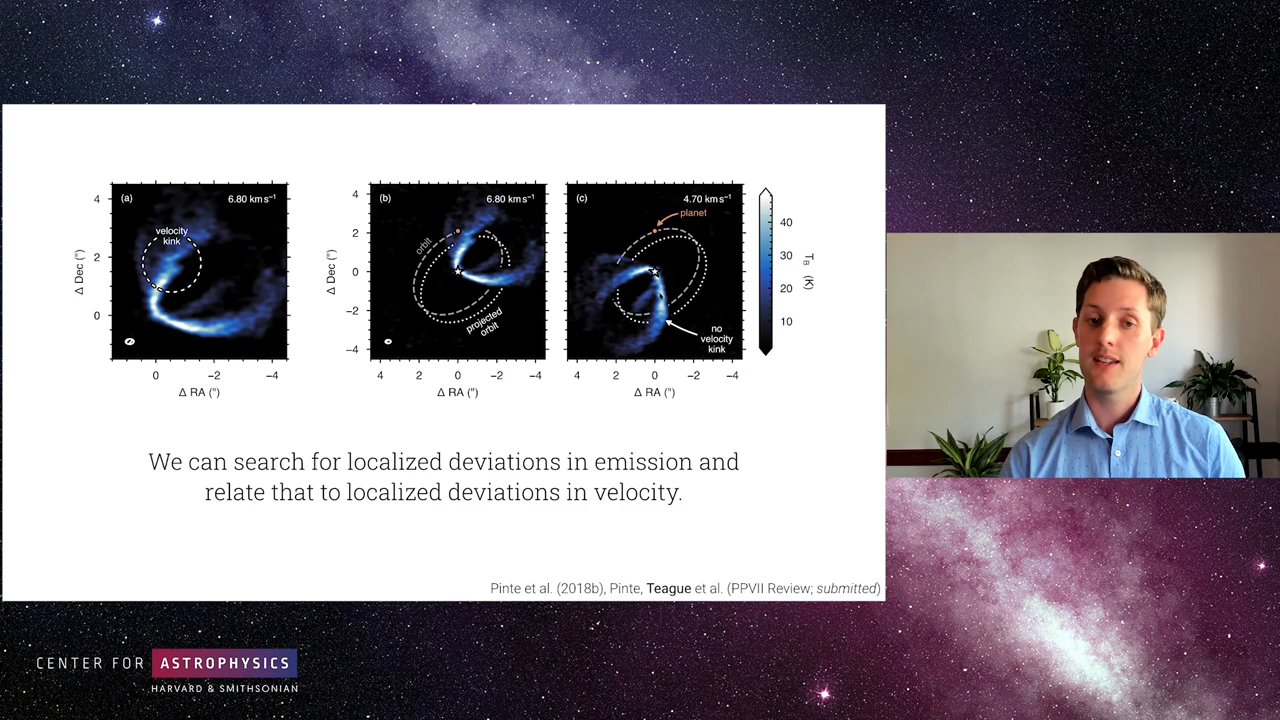 (a)
6.80 km s⁻¹
velocity
kink
4
2
0
Δ Dec (")
0
−2
−4
Δ RA (")
(b)
6.80 km s⁻¹
orbit
projected
orbit
4
2
0
−2
−4
Δ Dec (")
4
2
0
−2
−4
Δ RA (")
(c)
4.70 km s⁻¹
planet
no
velocity
kink
4
2
0
−2
−4
Δ RA (")
40
30
20
10
T_B (K)
We can search for localized deviations in emission and
relate that to localized deviations in velocity.
Pinte et al. (2018b), Pinte, Teague et al. (PPVII Review; submitted)
CENTER FOR ASTROPHYSICS
HARVARD & SMITHSONIAN